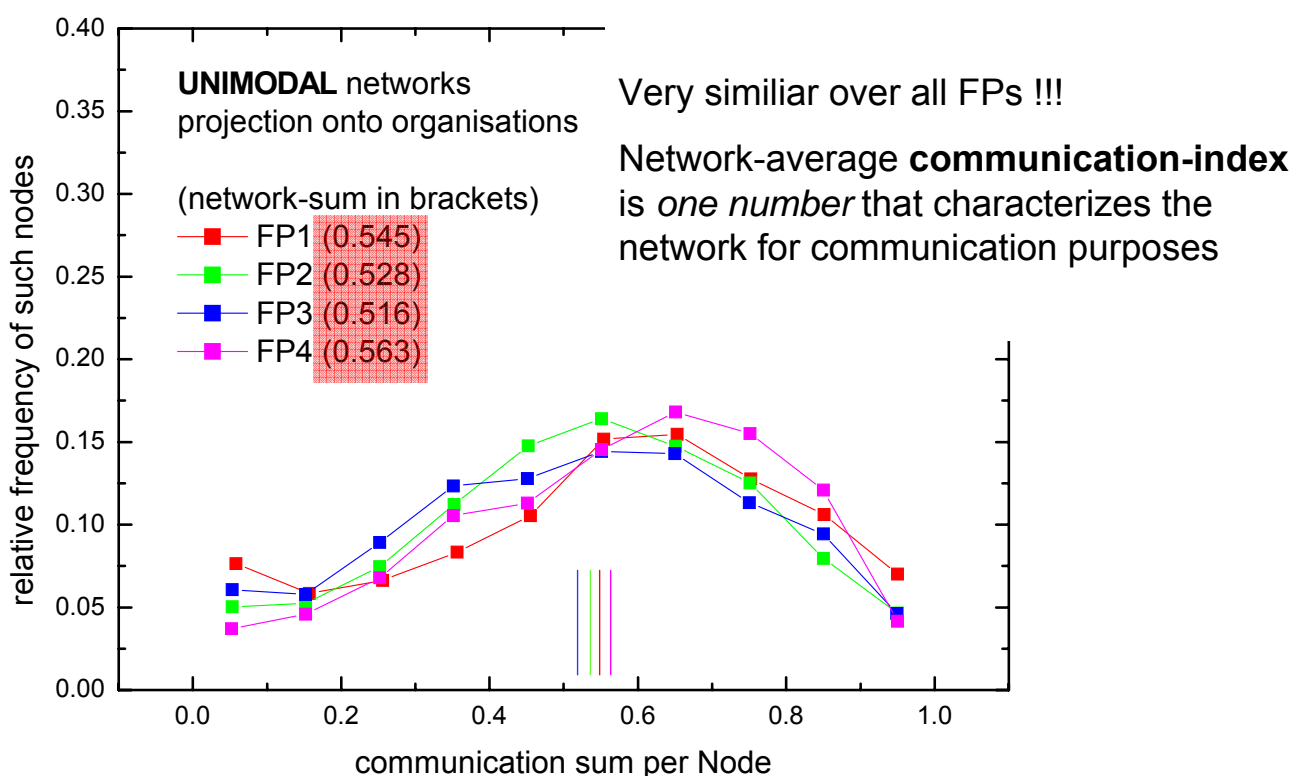 0.40
0.35
0.30
0.25
0.20
0.15
0.10
0.05
0.00
relative frequency of such nodes
UNIMODAL networks
projection onto organisations
(network-sum in brackets)
FP1 (0.545)
FP2 (0.528)
FP3 (0.516)
FP4 (0.563)
Very similiar over all FPs !!!
Network-average communication-index
is one number that characterizes the
network for communication purposes
0.0 0.2 0.4 0.6 0.8 1.0
communication sum per Node